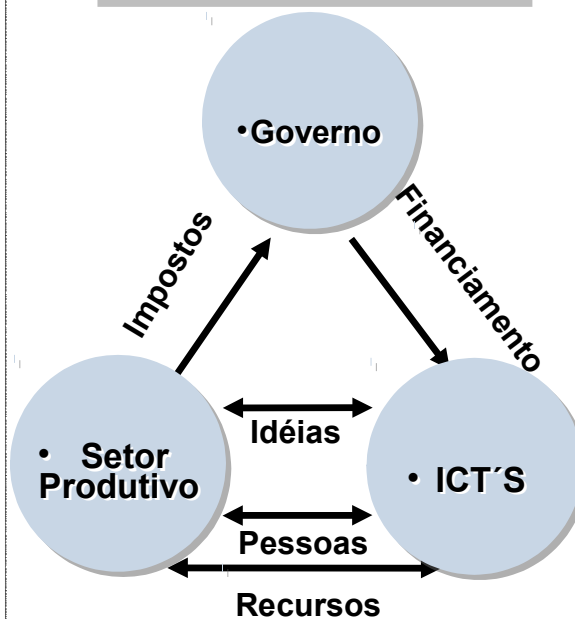 •Governo
Impostos
Financiamento
• Setor
Produtivo
Idéias
• ICT´S
Pessoas
Recursos